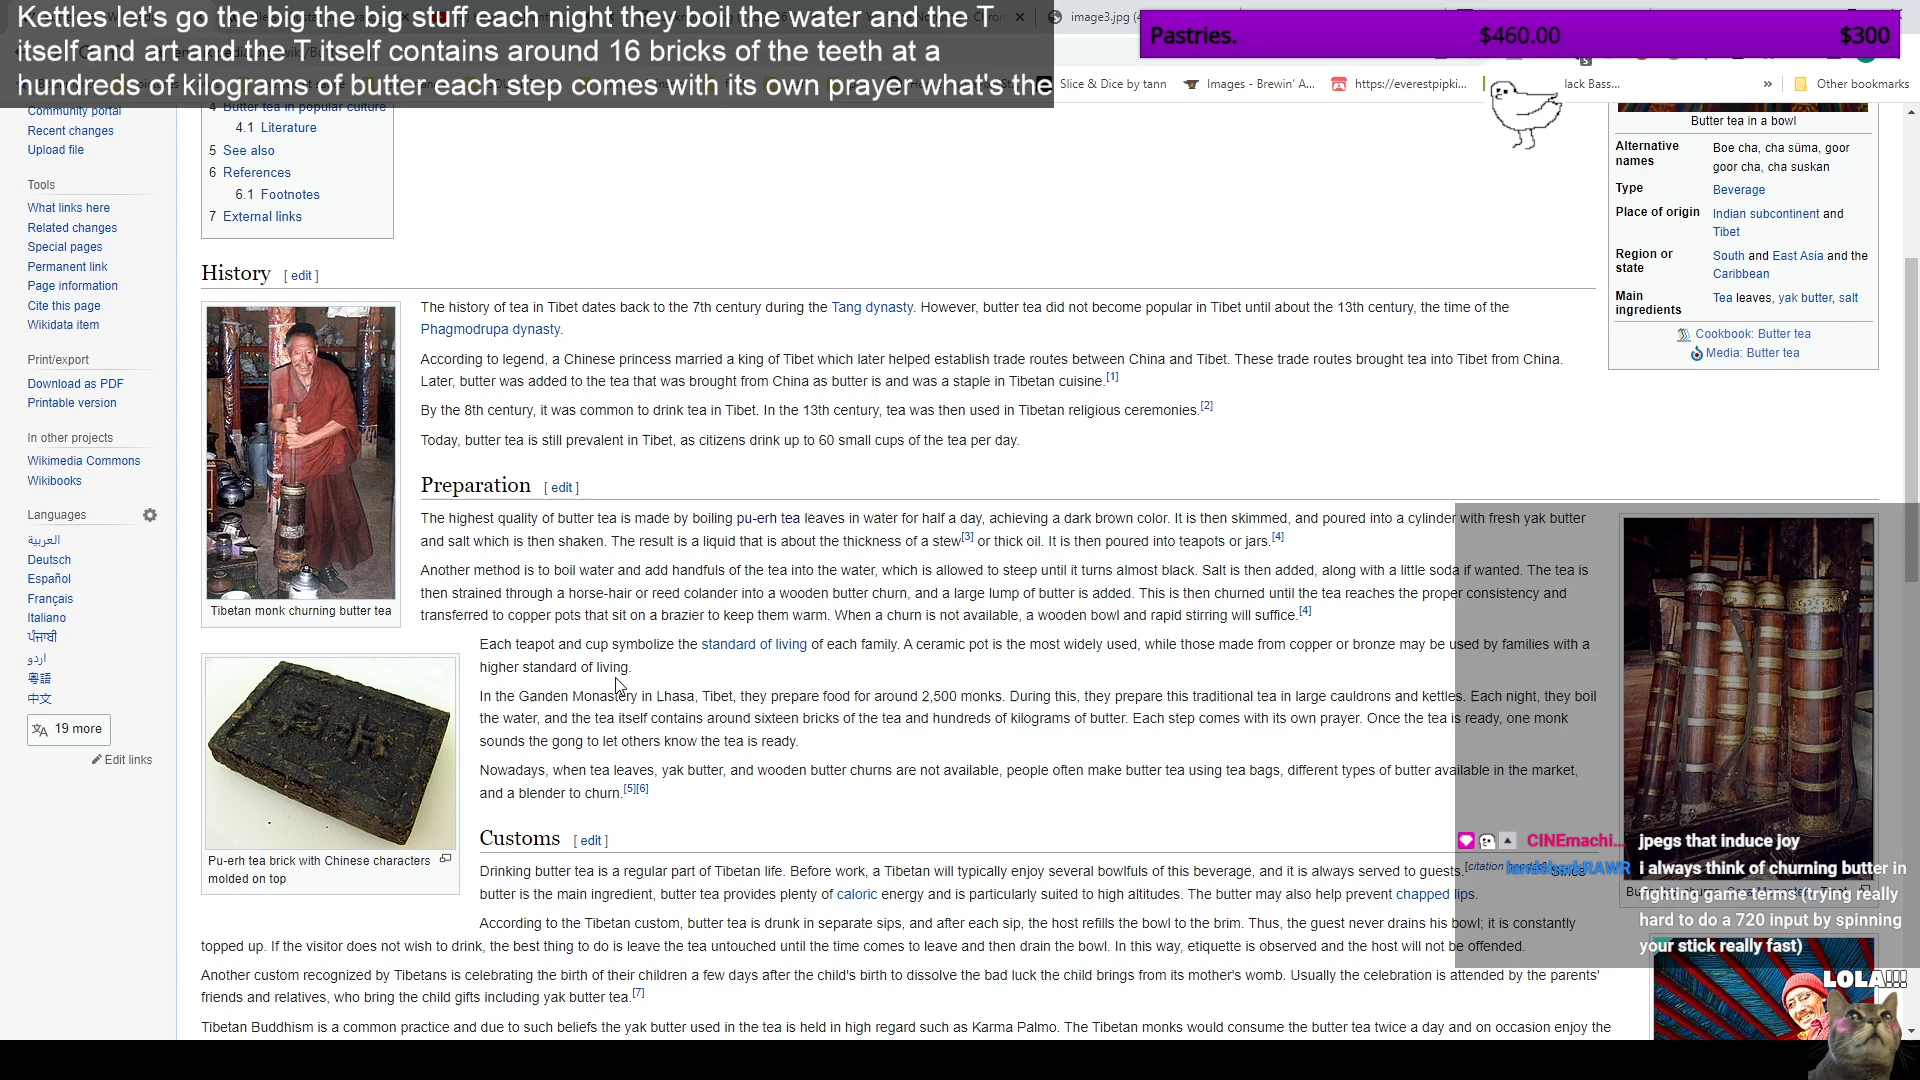 Kettles let's go the big the big stuff each night they boil the water and the T
itself and art and the T itself contains around 16 bricks of the teeth at a
hundreds of kilograms of butter each step comes with its own prayer what's the
Pastries. $460.00 $300
image3.jpg (4
Slice & Dice by tann
Images - Brewin' A...
https://everestpipki...
lack Bass...
»
Other bookmarks
Community portal
Recent changes
Upload file
Tools
What links here
Related changes
Special pages
Permanent link
Page information
Cite this page
Wikidata item
Print/export
Download as PDF
Printable version
In other projects
Wikimedia Commons
Wikibooks
Languages
العربية
Deutsch
Español
Français
Italiano
ਪੰਜਾਬੀ
اردو
粵語
中文
19 more
Edit links
4 Butter tea in popular culture
4.1 Literature
5 See also
6 References
6.1 Footnotes
7 External links
Butter tea in a bowl
Alternative names Boe cha, cha süma, goor
goor cha, cha suskan
Type Beverage
Place of origin Indian subcontinent and
Tibet
Region or state South and East Asia and the
Caribbean
Main ingredients Tea leaves, yak butter, salt
Cookbook: Butter tea
Media: Butter tea
History [ edit ]
Tibetan monk churning butter tea
The history of tea in Tibet dates back to the 7th century during the Tang dynasty. However, butter tea did not become popular in Tibet until about the 13th century, the time of the
Phagmodrupa dynasty.
According to legend, a Chinese princess married a king of Tibet which later helped establish trade routes between China and Tibet. These trade routes brought tea into Tibet from China.
Later, butter was added to the tea that was brought from China as butter is and was a staple in Tibetan cuisine.[1]
By the 8th century, it was common to drink tea in Tibet. In the 13th century, tea was then used in Tibetan religious ceremonies.[2]
Today, butter tea is still prevalent in Tibet, as citizens drink up to 60 small cups of the tea per day.
Preparation [ edit ]
The highest quality of butter tea is made by boiling pu-erh tea leaves in water for half a day, achieving a dark brown color. It is then skimmed, and poured into a cylinder with fresh yak butter
and salt which is then shaken. The result is a liquid that is about the thickness of a stew[3] or thick oil. It is then poured into teapots or jars.[4]
Another method is to boil water and add handfuls of the tea into the water, which is allowed to steep until it turns almost black. Salt is then added, along with a little soda if wanted. The tea is
then strained through a horse-hair or reed colander into a wooden butter churn, and a large lump of butter is added. This is then churned until the tea reaches the proper consistency and
transferred to copper pots that sit on a brazier to keep them warm. When a churn is not available, a wooden bowl and rapid stirring will suffice.[4]
Each teapot and cup symbolize the standard of living of each family. A ceramic pot is the most widely used, while those made from copper or bronze may be used by families with a
higher standard of living.
In the Ganden Monastery in Lhasa, Tibet, they prepare food for around 2,500 monks. During this, they prepare this traditional tea in large cauldrons and kettles. Each night, they boil
the water, and the tea itself contains around sixteen bricks of the tea and hundreds of kilograms of butter. Each step comes with its own prayer. Once the tea is ready, one monk
sounds the gong to let others know the tea is ready.
Nowadays, when tea leaves, yak butter, and wooden butter churns are not available, people often make butter tea using tea bags, different types of butter available in the market,
and a blender to churn.[5][6]
Pu-erh tea brick with Chinese characters
molded on top
Customs [ edit ]
Drinking butter tea is a regular part of Tibetan life. Before work, a Tibetan will typically enjoy several bowlfuls of this beverage, and it is always served to guests.
butter is the main ingredient, butter tea provides plenty of caloric energy and is particularly suited to high altitudes. The butter may also help prevent chapped lips.
According to the Tibetan custom, butter tea is drunk in separate sips, and after each sip, the host refills the bowl to the brim. Thus, the guest never drains his bowl; it is constantly
topped up. If the visitor does not wish to drink, the best thing to do is leave the tea untouched until the time comes to leave and then drain the bowl. In this way, etiquette is observed and the host will not be offended.
Another custom recognized by Tibetans is celebrating the birth of their children a few days after the child's birth to dissolve the bad luck the child brings from its mother's womb. Usually the celebration is attended by the parents'
friends and relatives, who bring the child gifts including yak butter tea.[7]
Tibetan Buddhism is a common practice and due to such beliefs the yak butter used in the tea is held in high regard such as Karma Palmo. The Tibetan monks would consume the butter tea twice a day and on occasion enjoy the
CINEmachi... jpegs that induce joy
i always think of churning butter in
fighting game terms (trying really
hard to do a 720 input by spinning
your stick really fast)
LOLA!!!